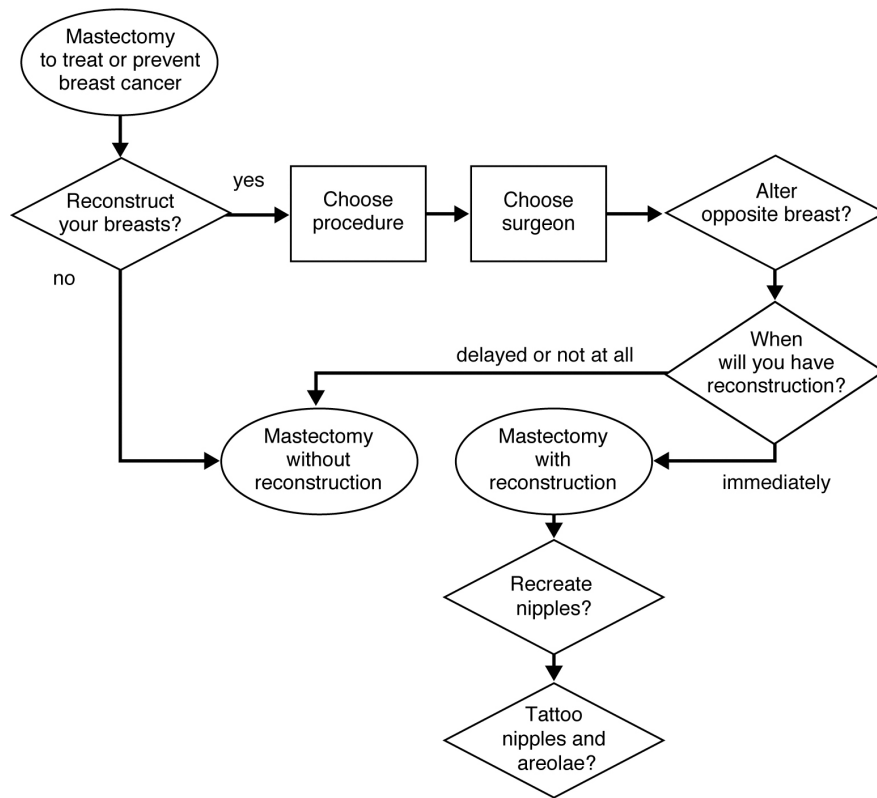 Mastectomy
to treat or prevent
breast cancer
Reconstruct
your breasts?
yes
no
Choose
procedure
Choose
surgeon
Alter
opposite breast?
When
will you have
reconstruction?
delayed or not at all
immediately
Mastectomy
without
reconstruction
Mastectomy
with
reconstruction
Recreate
nipples?
Tattoo
nipples and
areolae?